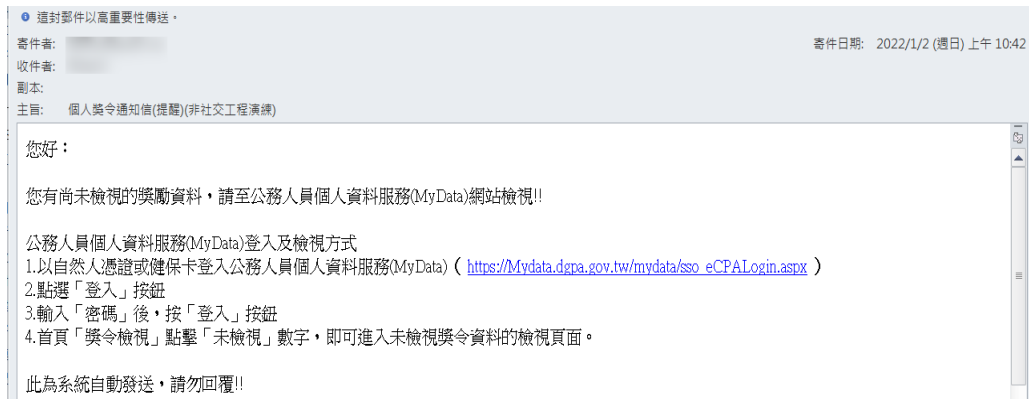 這封郵件以高重要性傳送。
寄件者: 寄件日期: 2022/1/2 (週日) 上午 10:42
收件者:
副本:
主旨: 個人獎令通知信(提醒)(非社交工程演練)
您好：
您有尚未檢視的獎勵資料，請至公務人員個人資料服務(MyData)網站檢視!!
公務人員個人資料服務(MyData)登入及檢視方式
1.以自然人憑證或健保卡登入公務人員個人資料服務(MyData)（ https://Mydata.dgpa.gov.tw/mydata/sso_eCPALogin.aspx ）
2.點選「登入」按鈕
3.輸入「密碼」後，按「登入」按鈕
4.首頁「獎令檢視」點擊「未檢視」數字，即可進入未檢視獎令資料的檢視頁面。
此為系統自動發送，請勿回覆!!